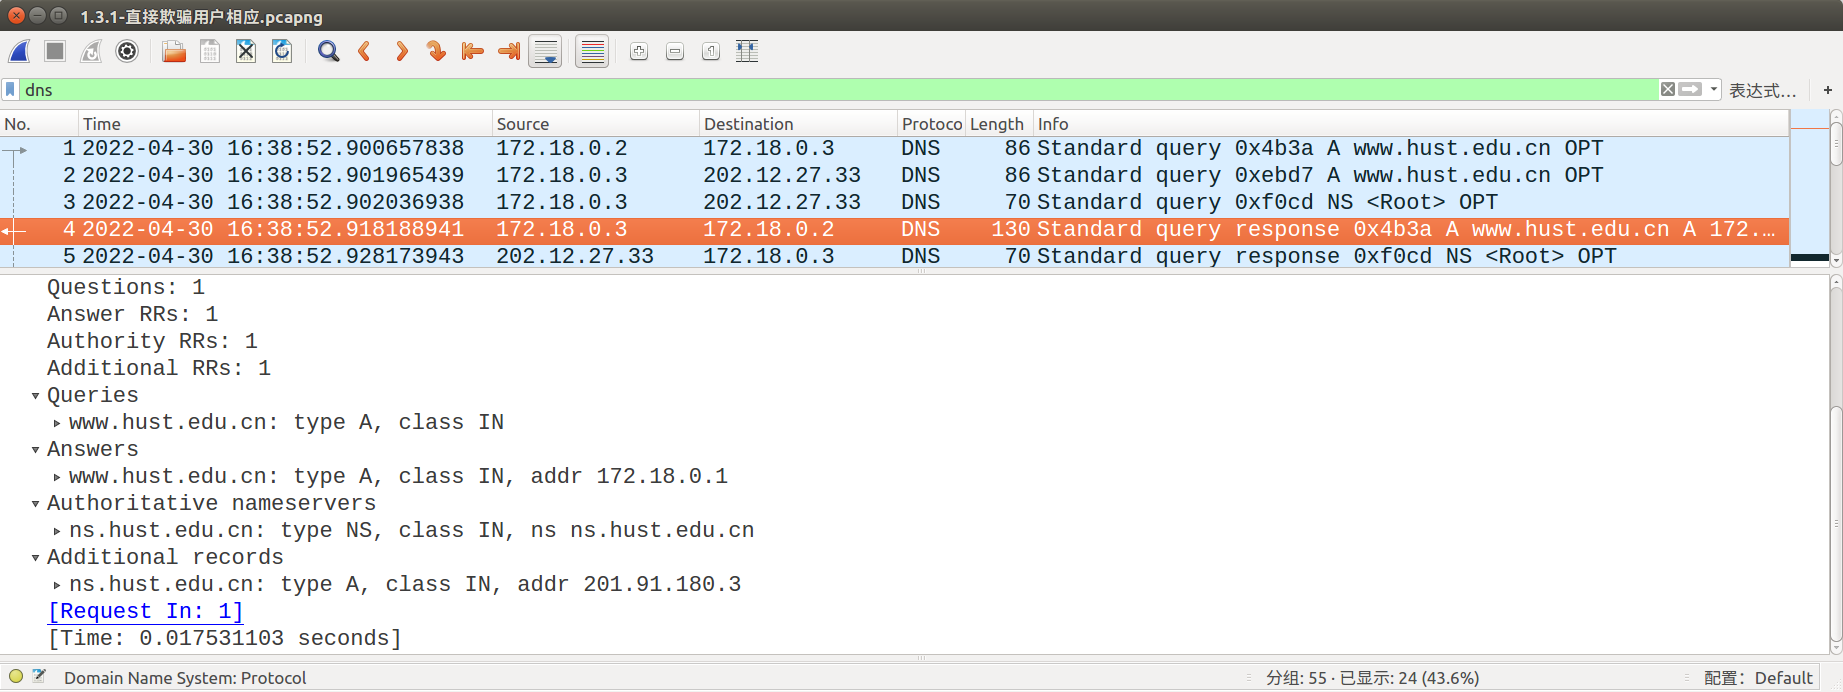 1.3.1-直接欺骗用户相应.pcapng
dns
表达式… +
No. Time Source Destination Protoco Length Info
1 2022-04-30 16:38:52.900657838 172.18.0.2 172.18.0.3 DNS 86 Standard query 0x4b3a A www.hust.edu.cn OPT
2 2022-04-30 16:38:52.901965439 172.18.0.3 202.12.27.33 DNS 86 Standard query 0xebd7 A www.hust.edu.cn OPT
3 2022-04-30 16:38:52.902036938 172.18.0.3 202.12.27.33 DNS 70 Standard query 0xf0cd NS <Root> OPT
4 2022-04-30 16:38:52.918188941 172.18.0.3 172.18.0.2 DNS 130 Standard query response 0x4b3a A www.hust.edu.cn A 172.…
5 2022-04-30 16:38:52.928173943 202.12.27.33 172.18.0.3 DNS 70 Standard query response 0xf0cd NS <Root> OPT
Questions: 1
Answer RRs: 1
Authority RRs: 1
Additional RRs: 1
Queries
www.hust.edu.cn: type A, class IN
Answers
www.hust.edu.cn: type A, class IN, addr 172.18.0.1
Authoritative nameservers
ns.hust.edu.cn: type NS, class IN, ns ns.hust.edu.cn
Additional records
ns.hust.edu.cn: type A, class IN, addr 201.91.180.3
[Request In: 1]
[Time: 0.017531103 seconds]
Domain Name System: Protocol 分组: 55 · 已显示: 24 (43.6%) 配置: Default